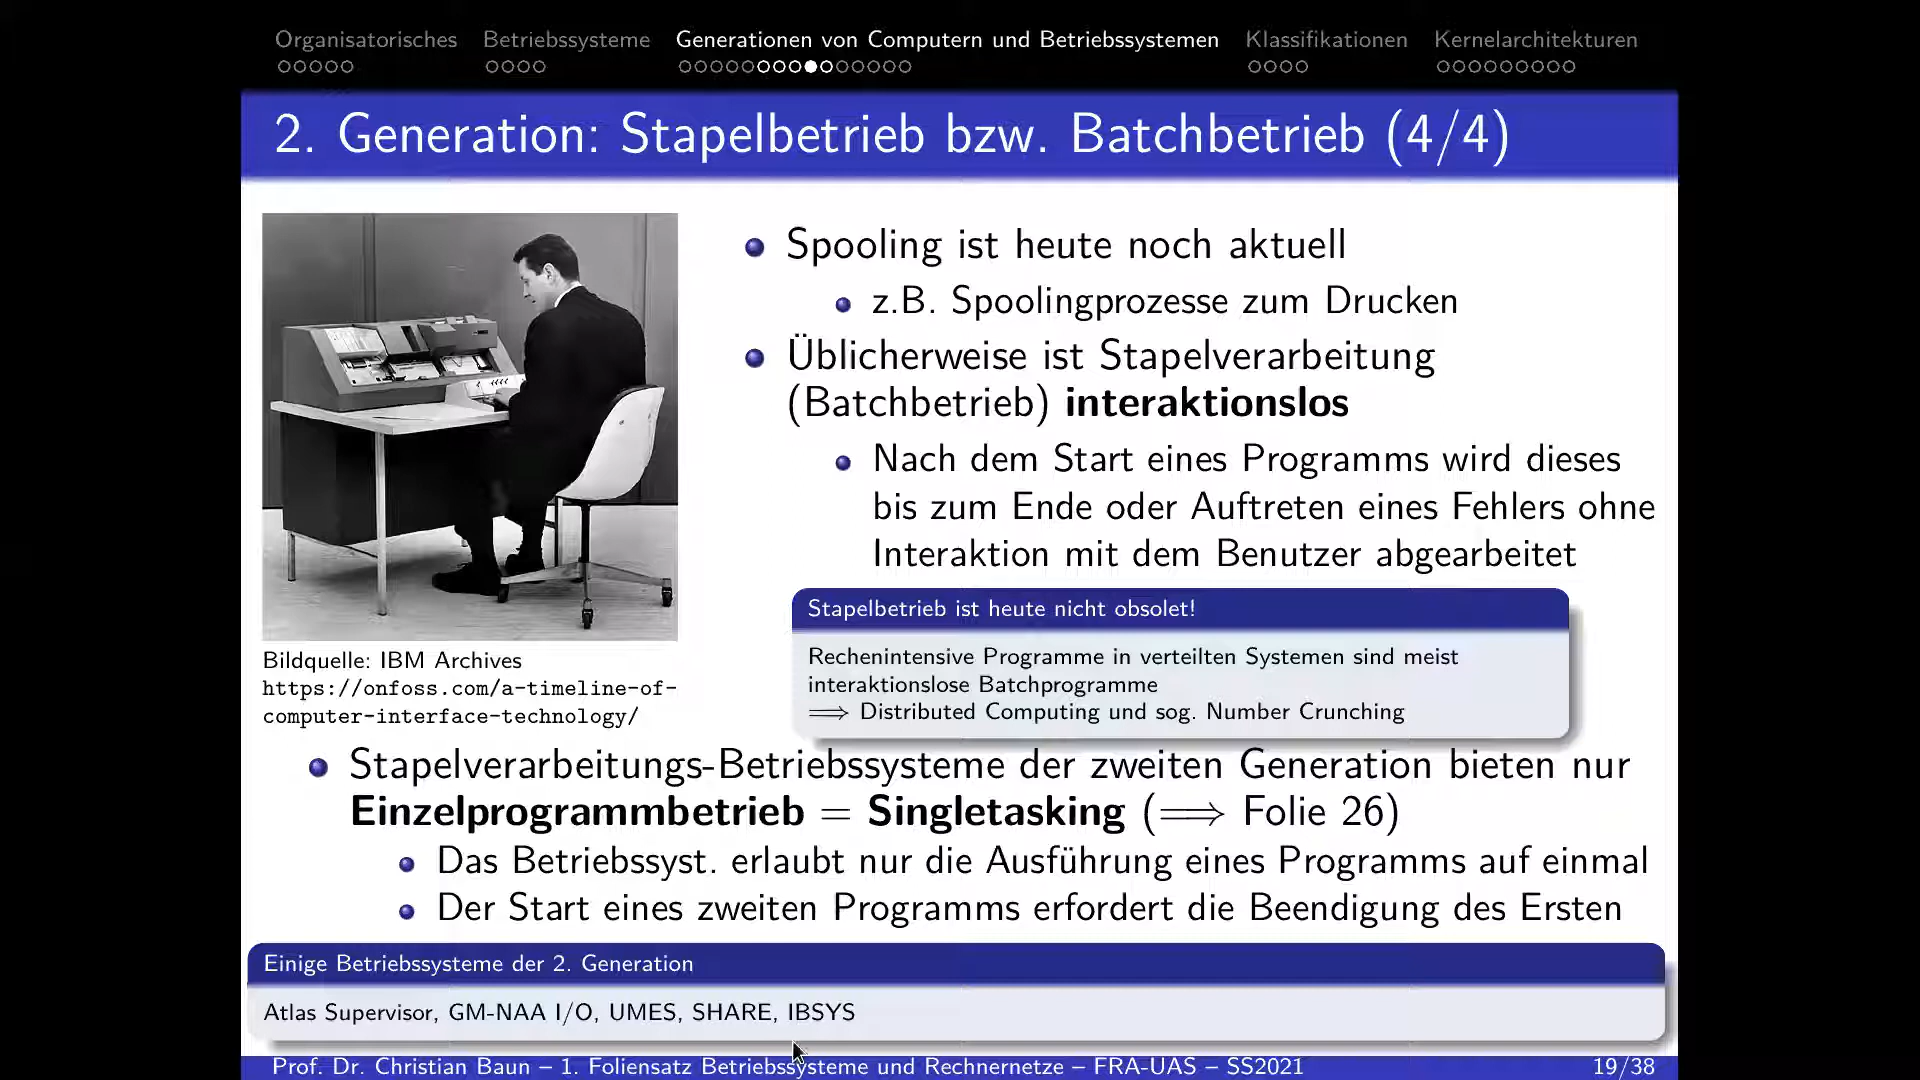 Organisatorisches Betriebssysteme Generationen von Computern und Betriebssystemen Klassifikationen Kernelarchitekturen
2. Generation: Stapelbetrieb bzw. Batchbetrieb (4/4)
Spooling ist heute noch aktuell
z.B. Spoolingprozesse zum Drucken
Üblicherweise ist Stapelverarbeitung
(Batchbetrieb) interaktionslos
Nach dem Start eines Programms wird dieses
bis zum Ende oder Auftreten eines Fehlers ohne
Interaktion mit dem Benutzer abgearbeitet
Bildquelle: IBM Archives
https://onfoss.com/a-timeline-of-
computer-interface-technology/
Stapelbetrieb ist heute nicht obsolet!
Rechenintensive Programme in verteilten Systemen sind meist
interaktionslose Batchprogramme
⟹ Distributed Computing und sog. Number Crunching
Stapelverarbeitungs-Betriebssysteme der zweiten Generation bieten nur
Einzelprogrammbetrieb = Singletasking (⟹ Folie 26)
Das Betriebssyst. erlaubt nur die Ausführung eines Programms auf einmal
Der Start eines zweiten Programms erfordert die Beendigung des Ersten
Einige Betriebssysteme der 2. Generation
Atlas Supervisor, GM-NAA I/O, UMES, SHARE, IBSYS
Prof. Dr. Christian Baun – 1. Foliensatz Betriebssysteme und Rechnernetze – FRA-UAS – SS2021 19/38